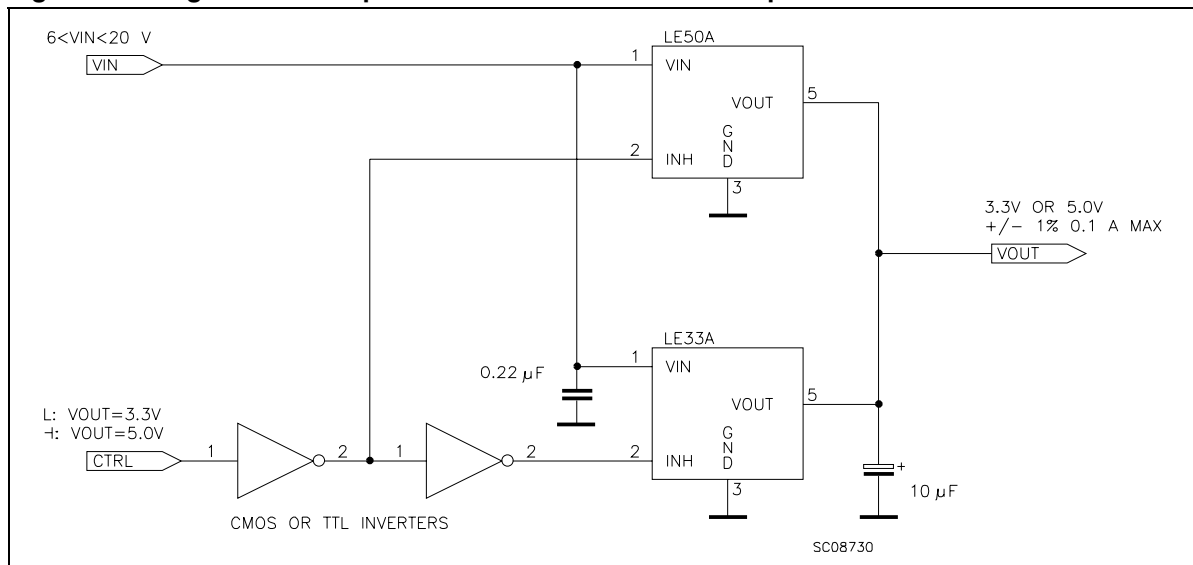 6<VIN<20 V
VIN
LE50A
1
VIN
VOUT
5
2
INH
GND
3
3.3V OR 5.0V
+/- 1% 0.1 A MAX
VOUT
LE33A
1
VIN
0.22 µF
VOUT
5
L: VOUT=3.3V
H: VOUT=5.0V
CTRL
1
2
1
2
2
INH
GND
3
+
10 µF
CMOS OR TTL INVERTERS
SC08730